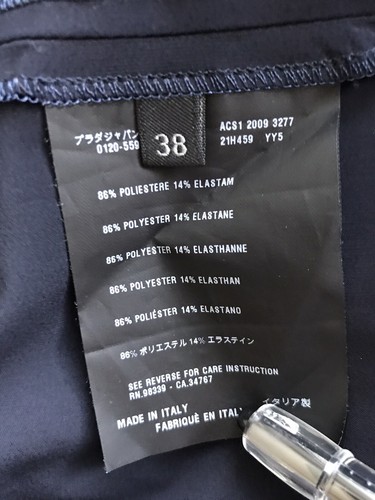 プラダジャパン
0120-559
38
ACS1 2009 3277
21H459 YY5
86% POLIESTERE 14% ELASTAM
86% POLYESTER 14% ELASTANE
86% POLYESTER 14% ELASTHANNE
86% POLYESTER 14% ELASTHAN
86% POLIÉSTER 14% ELASTANO
86% ポリエステル 14% エラスティン
SEE REVERSE FOR CARE INSTRUCTION
RN.98339 - CA.34767
MADE IN ITALY イタリア製
FABRIQUÉ EN ITAL